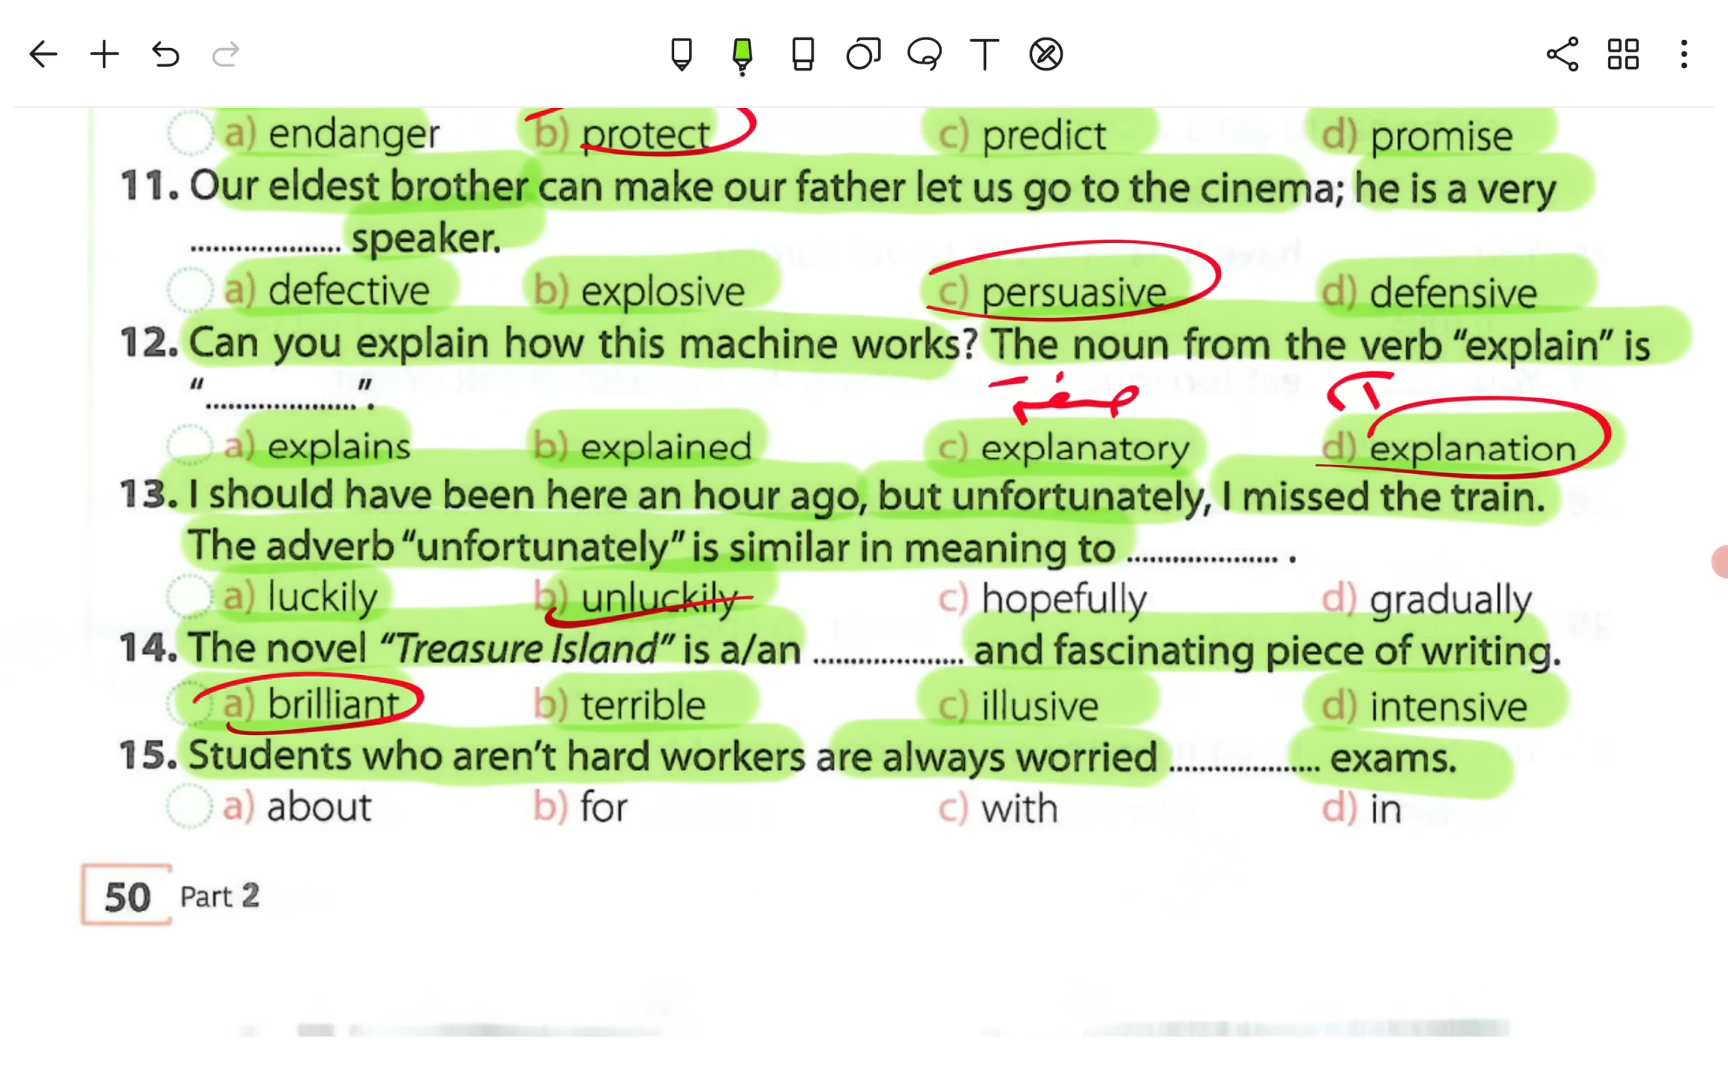 a) endanger b) protect c) predict d) promise
11. Our eldest brother can make our father let us go to the cinema; he is a very
.................... speaker.
a) defective b) explosive c) persuasive d) defensive
12. Can you explain how this machine works? The noun from the verb “explain” is
“....................”.
صفة
a) explains b) explained c) explanatory d) explanation
13. I should have been here an hour ago, but unfortunately, I missed the train.
The adverb “unfortunately” is similar in meaning to .................... .
a) luckily b) unluckily c) hopefully d) gradually
14. The novel “Treasure Island” is a/an .................... and fascinating piece of writing.
a) brilliant b) terrible c) illusive d) intensive
15. Students who aren’t hard workers are always worried .................... exams.
a) about b) for c) with d) in
50 Part 2